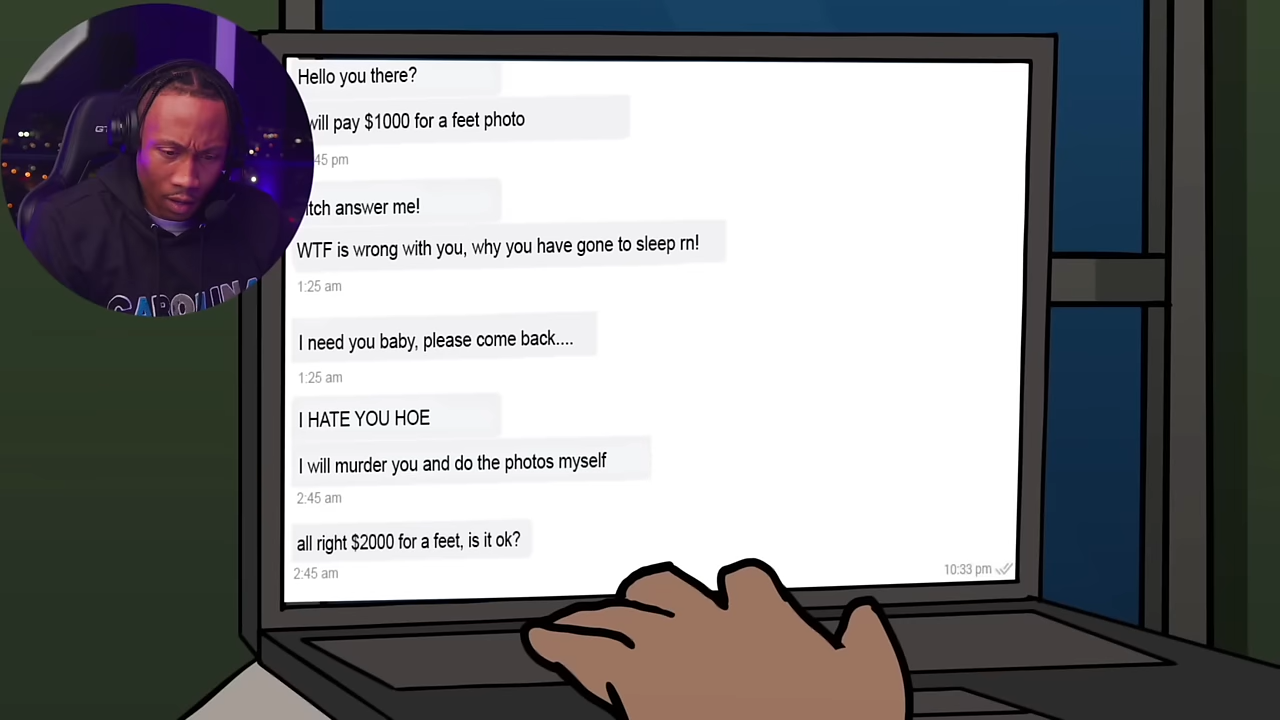 Hello you there?
will pay $1000 for a feet photo
45 pm
itch answer me!
WTF is wrong with you, why you have gone to sleep rn!
1:25 am
I need you baby, please come back....
1:25 am
I HATE YOU HOE
I will murder you and do the photos myself
2:45 am
all right $2000 for a feet, is it ok?
2:45 am
10:33 pm
GT
CAROLINA